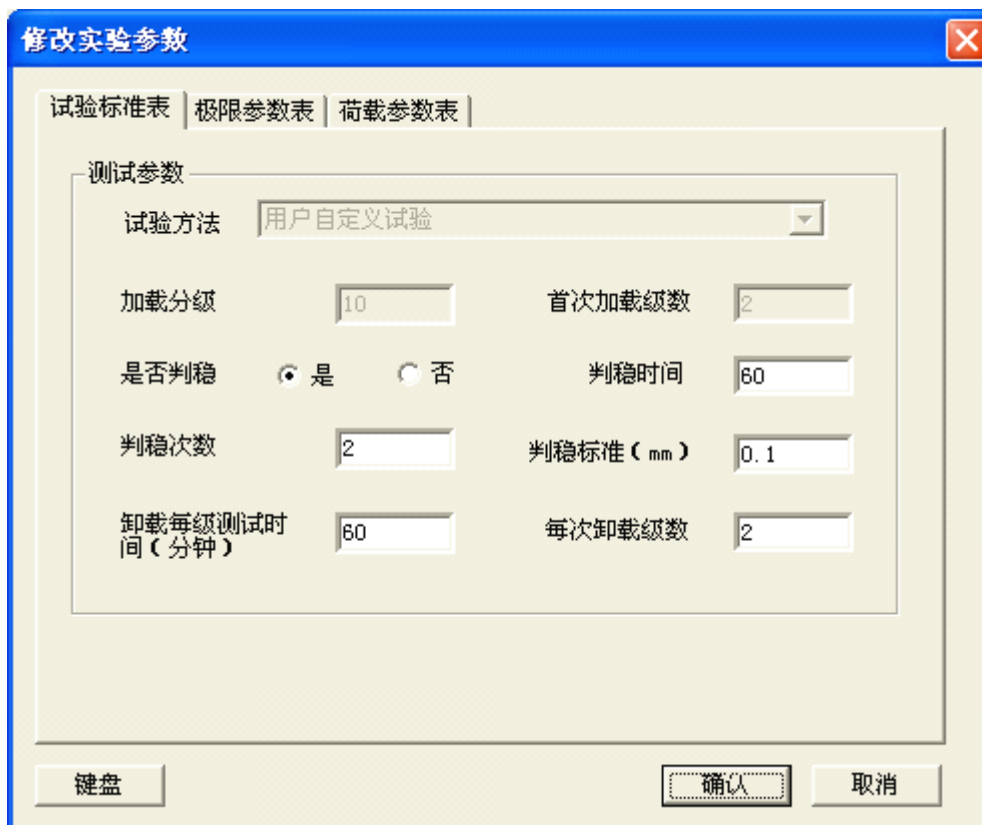 修改实验参数
试验标准表 极限参数表 荷载参数表
测试参数
试验方法 用户自定义试验
加载分级 10 首次加载级数 2
是否判稳 是 否 判稳时间 60
判稳次数 2 判稳标准(mm) 0.1
卸载每级测试时
间(分钟) 60 每次卸载级数 2
键盘 确认 取消